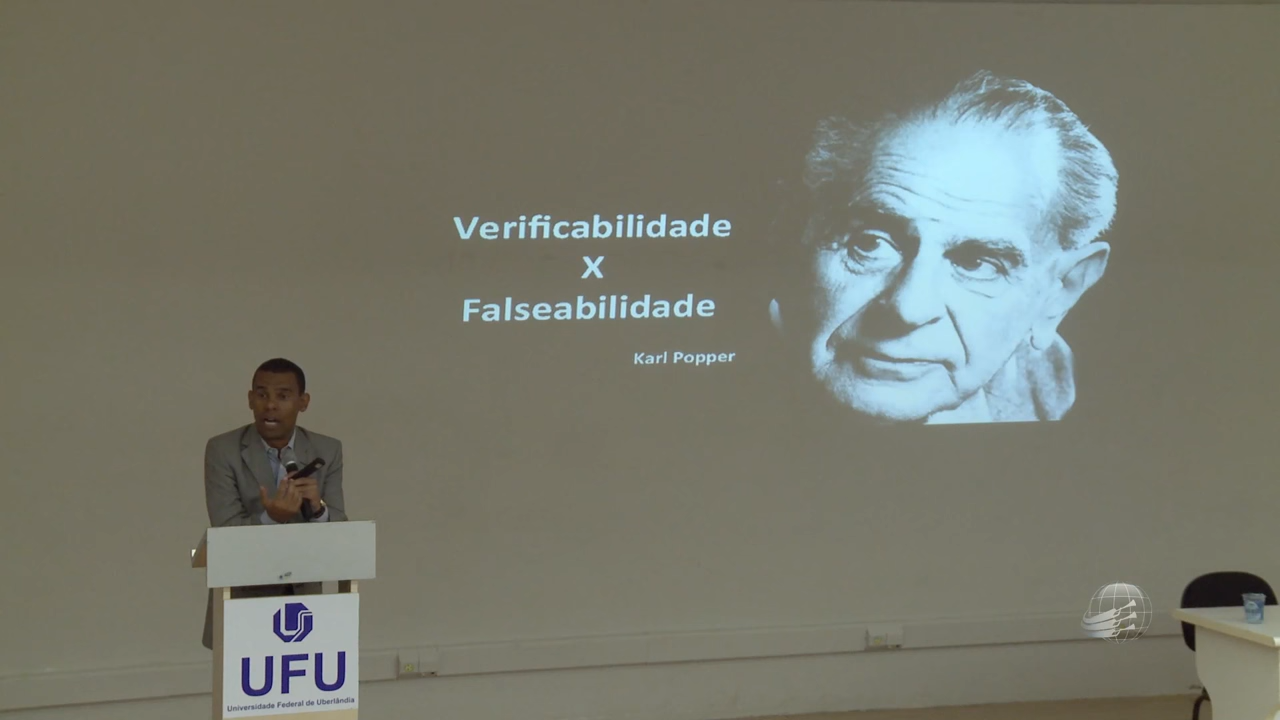 Verificabilidade
X
Falseabilidade
Karl Popper
UFU
Universidade Federal de Uberlândia